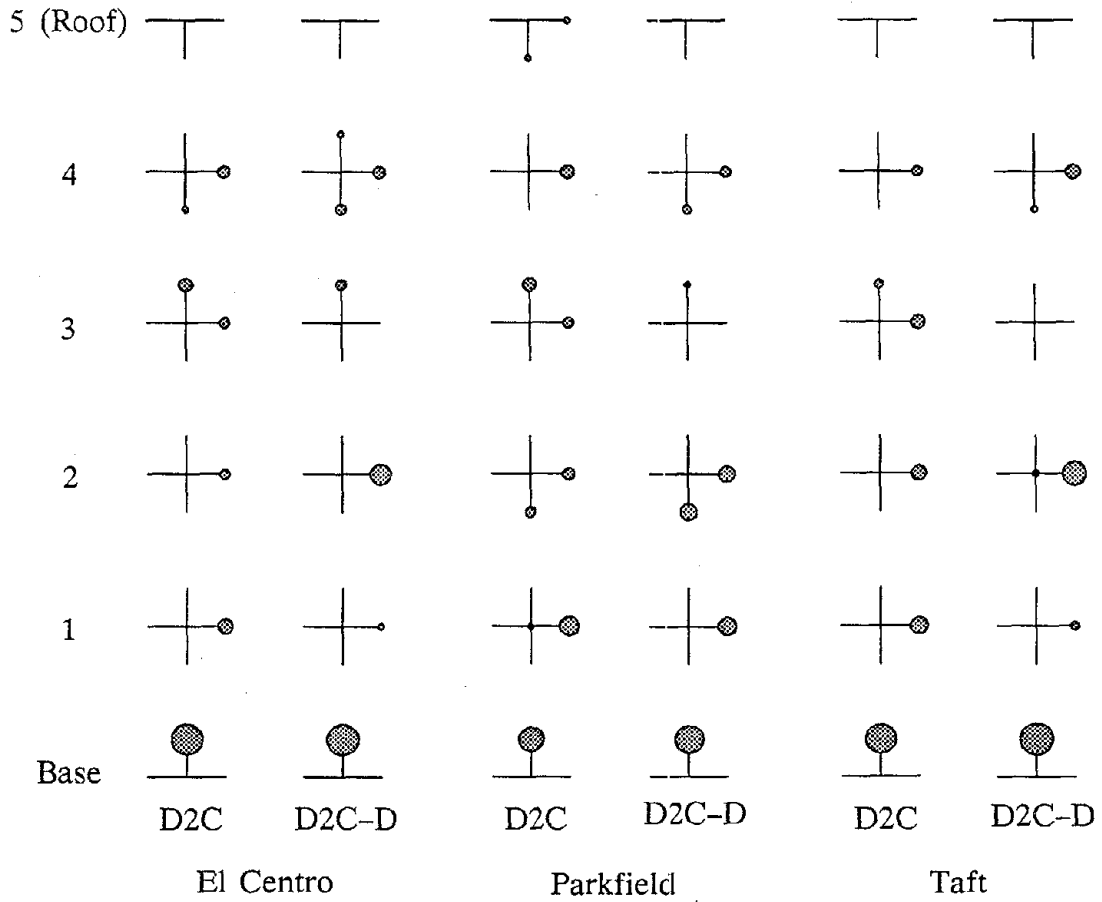 5 (Roof)
4
3
2
1
Base
D2C D2C–D D2C D2C–D D2C D2C–D
El Centro Parkfield Taft